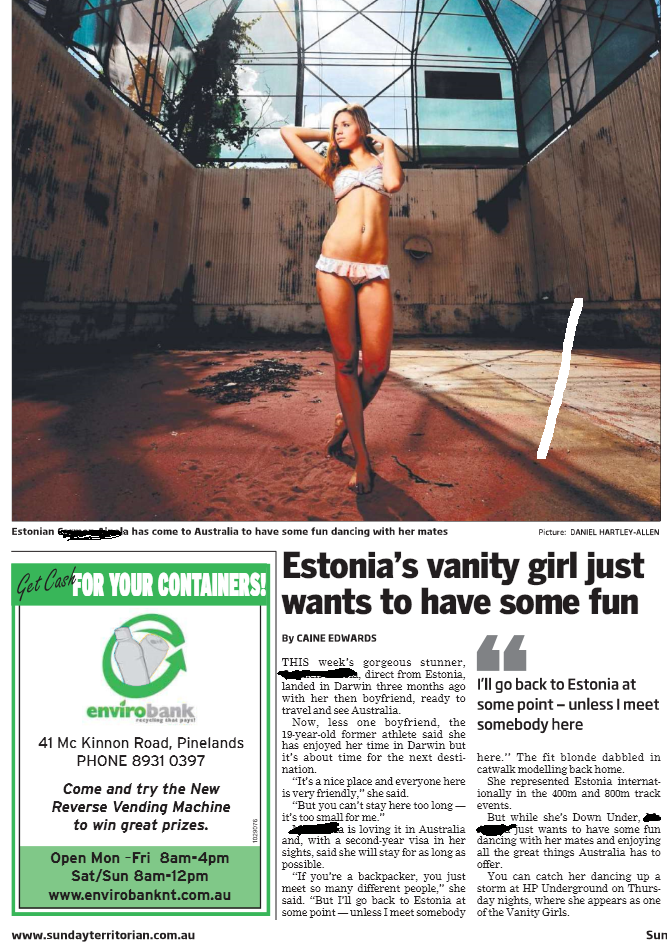 Estonian has come to Australia to have some fun dancing with her mates
Picture: DANIEL HARTLEY-ALLEN
Get Cash FOR YOUR CONTAINERS!
envirobank
recycling that pays!
41 Mc Kinnon Road, Pinelands
PHONE 8931 0397
Come and try the New
Reverse Vending Machine
to win great prizes.
1029076
Open Mon -Fri 8am-4pm
Sat/Sun 8am-12pm
www.envirobanknt.com.au
Estonia's vanity girl just
wants to have some fun
By CAINE EDWARDS
THIS week's gorgeous stunner,
direct from Estonia,
landed in Darwin three months ago
with her then boyfriend, ready to
travel and see Australia.
Now, less one boyfriend, the
19-year-old former athlete said she
has enjoyed her time in Darwin but
it's about time for the next desti-
nation.
"It's a nice place and everyone here
is very friendly," she said.
"But you can't stay here too long —
it's too small for me."
is loving it in Australia
and, with a second-year visa in her
sights, said she will stay for as long as
possible.
"If you're a backpacker, you just
meet so many different people," she
said. "But I'll go back to Estonia at
some point — unless I meet somebody
“
I'll go back to Estonia at
some point – unless I meet
somebody here
here." The fit blonde dabbled in
catwalk modelling back home.
She represented Estonia internat-
ionally in the 400m and 800m track
events.
But while she's Down Under,
just wants to have some fun
dancing with her mates and enjoying
all the great things Australia has to
offer.
You can catch her dancing up a
storm at HP Underground on Thurs-
day nights, where she appears as one
of the Vanity Girls.
www.sundayterritorian.com.au
Sun